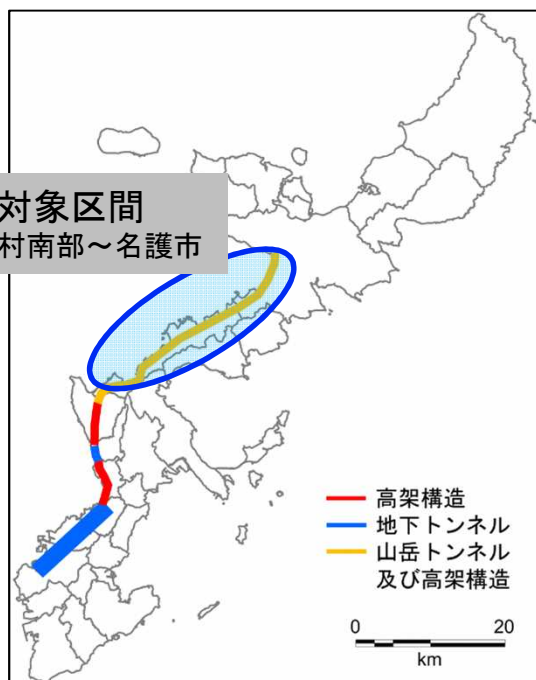 対象区間
村南部～名護市
高架構造
地下トンネル
山岳トンネル
及び高架構造
0 20
km